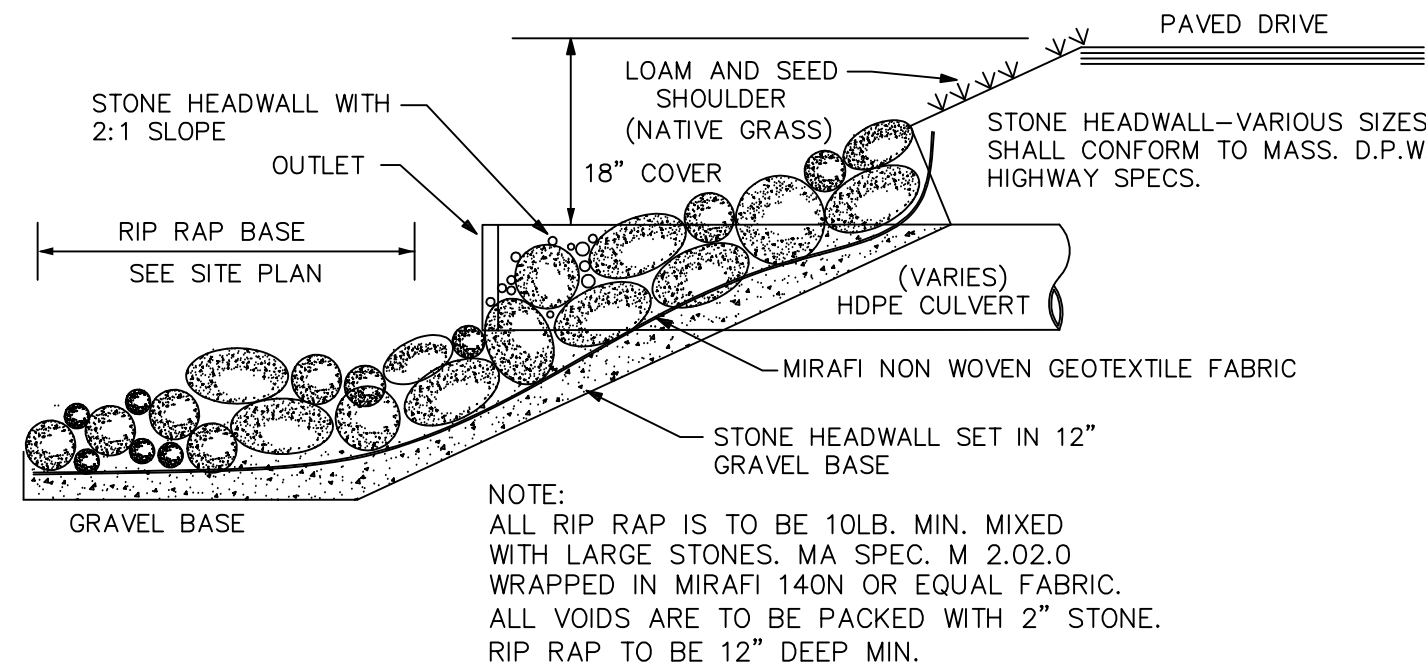 PAVED DRIVE
LOAM AND SEED
SHOULDER
(NATIVE GRASS)
STONE HEADWALL WITH
2:1 SLOPE
STONE HEADWALL–VARIOUS SIZES
SHALL CONFORM TO MASS. D.P.W
HIGHWAY SPECS.
OUTLET
18" COVER
RIP RAP BASE
SEE SITE PLAN
(VARIES)
HDPE CULVERT
MIRAFI NON WOVEN GEOTEXTILE FABRIC
STONE HEADWALL SET IN 12"
GRAVEL BASE
GRAVEL BASE
NOTE:
ALL RIP RAP IS TO BE 10LB. MIN. MIXED
WITH LARGE STONES. MA SPEC. M 2.02.0
WRAPPED IN MIRAFI 140N OR EQUAL FABRIC.
ALL VOIDS ARE TO BE PACKED WITH 2" STONE.
RIP RAP TO BE 12" DEEP MIN.